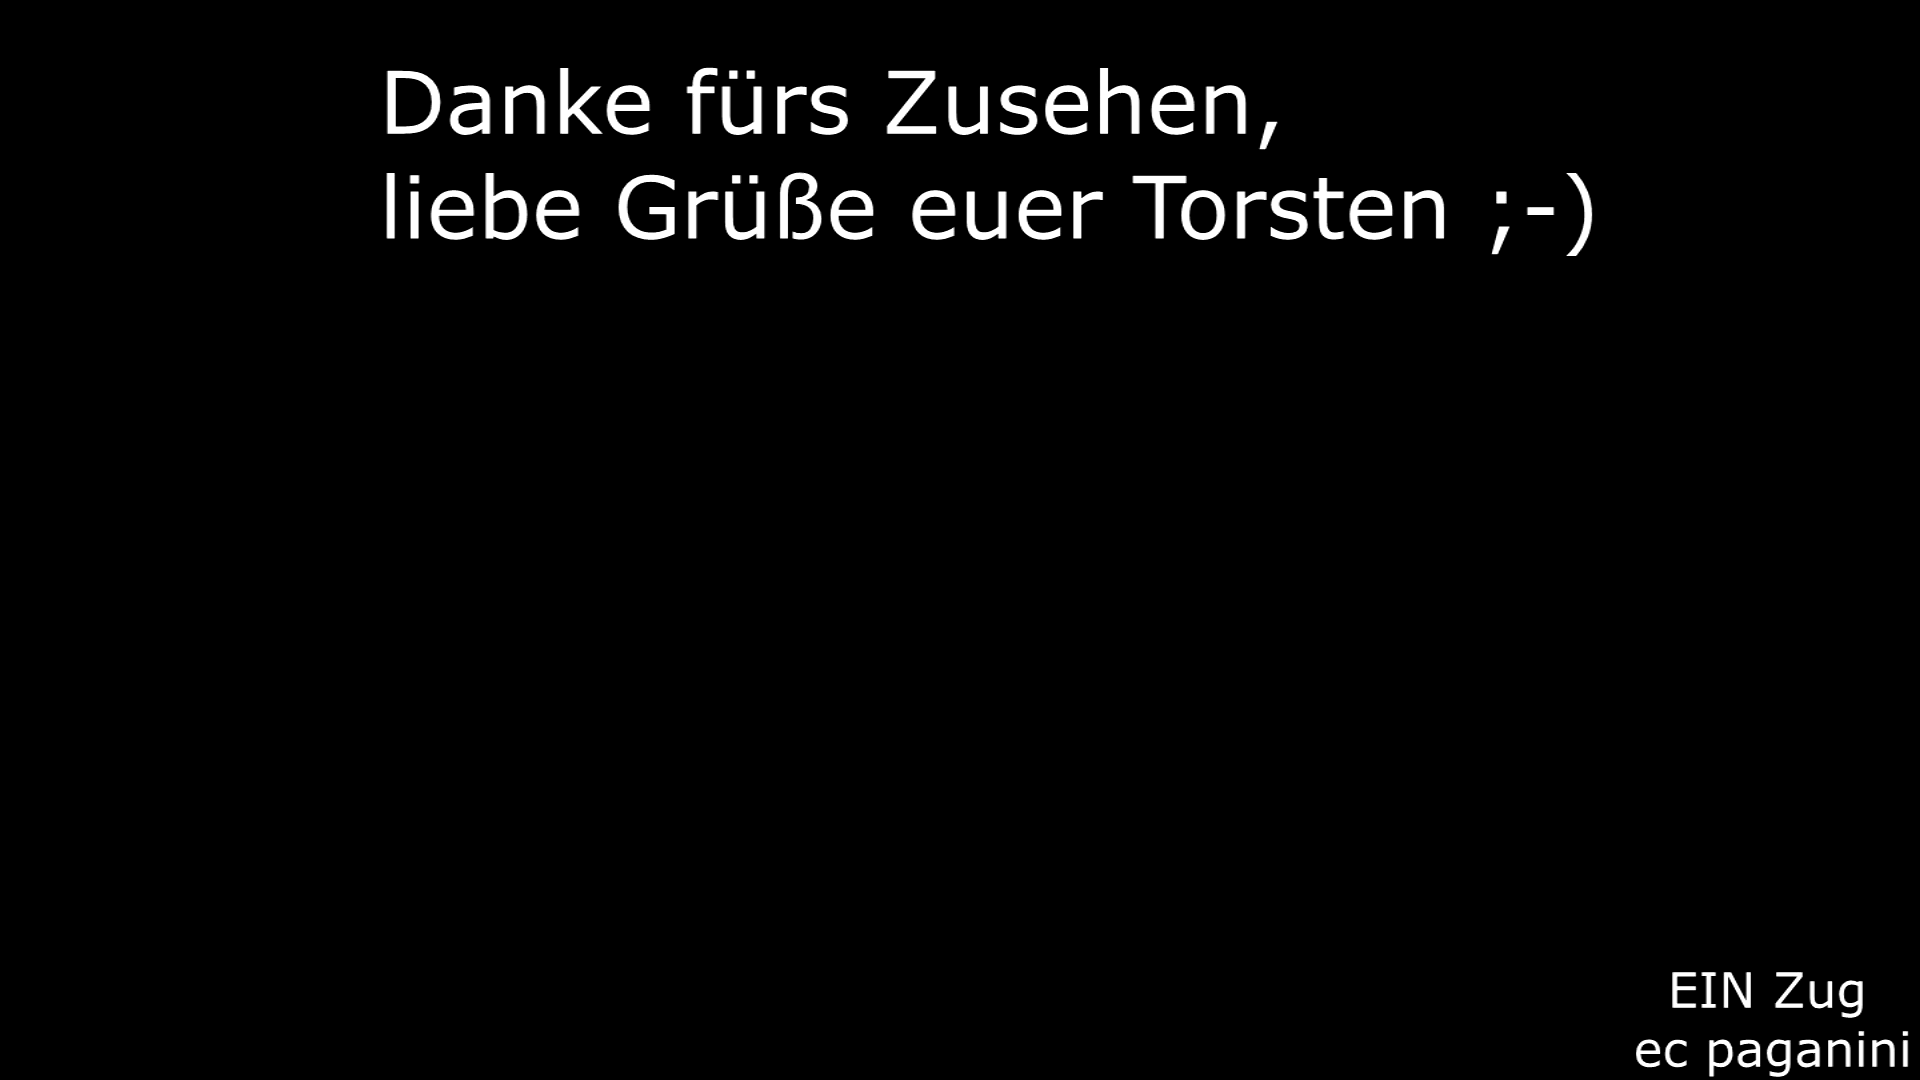 Danke fürs Zusehen,
liebe Grüße euer Torsten ;-)
EIN Zug
ec paganini